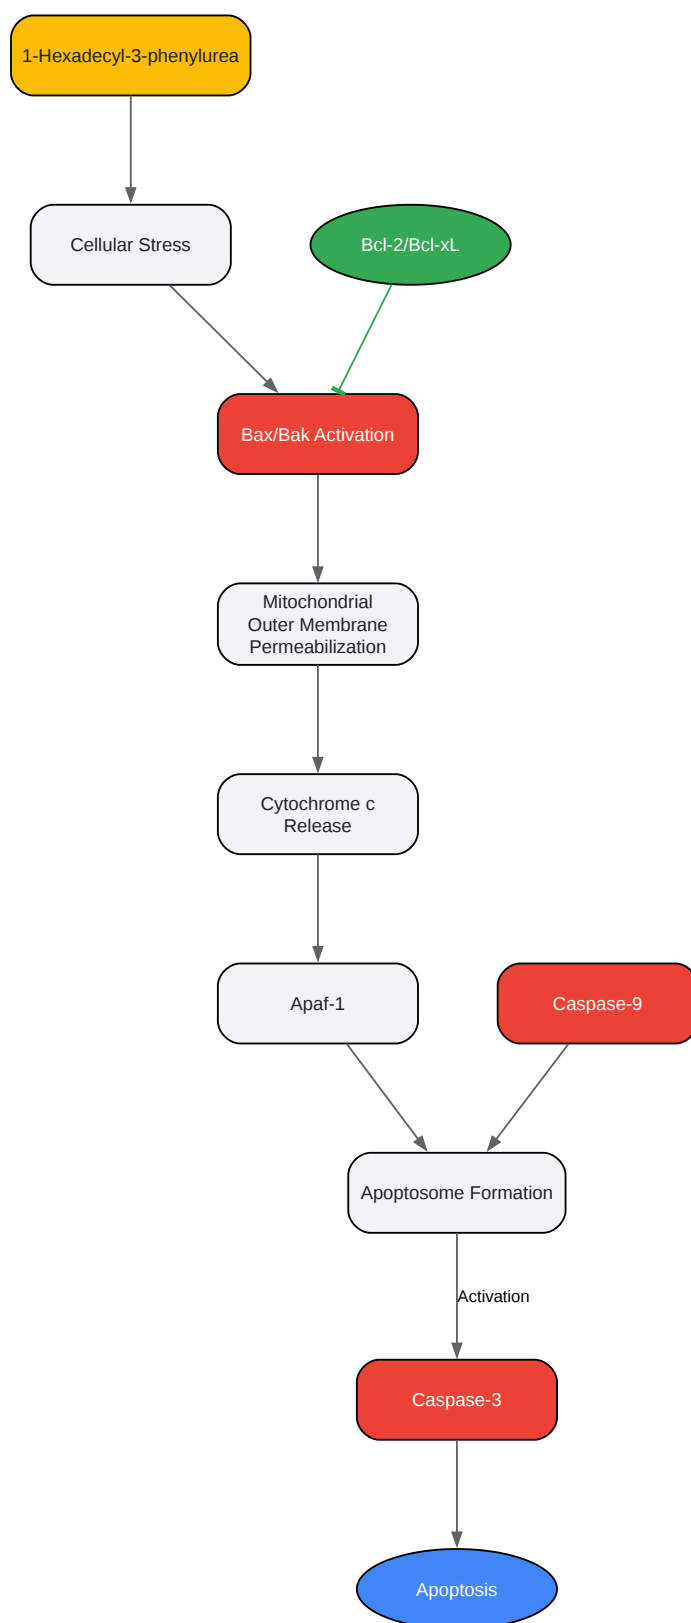 1-Hexadecyl-3-phenylurea
Cellular Stress
Bcl-2/Bcl-xL
Bax/Bak Activation
Mitochondrial
Outer Membrane
Permeabilization
Cytochrome c
Release
Apaf-1
Caspase-9
Apoptosome Formation
Activation
Caspase-3
Apoptosis